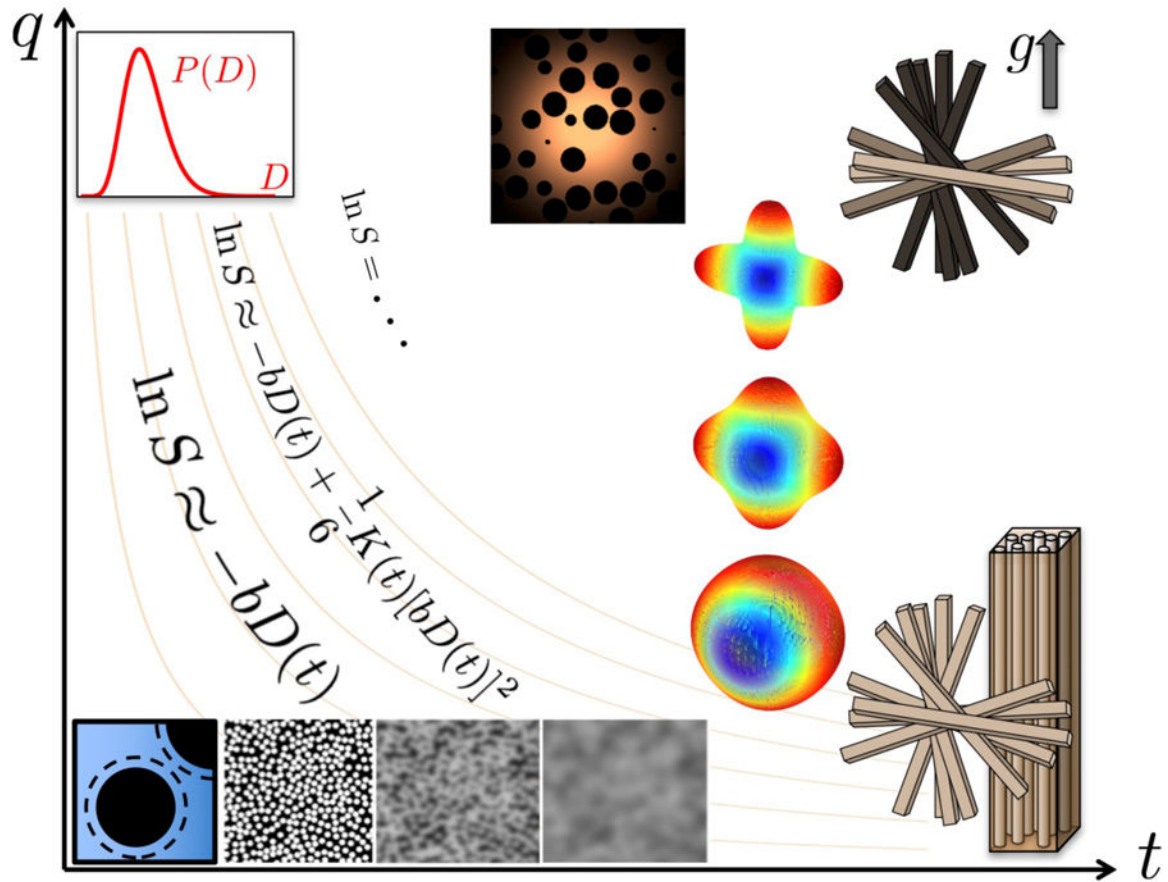 q
P(D)
D
g
ln S = . . .
ln S ≈ −bD(t) + 1/6 K(t)[bD(t)]²
ln S ≈ −bD(t)
t